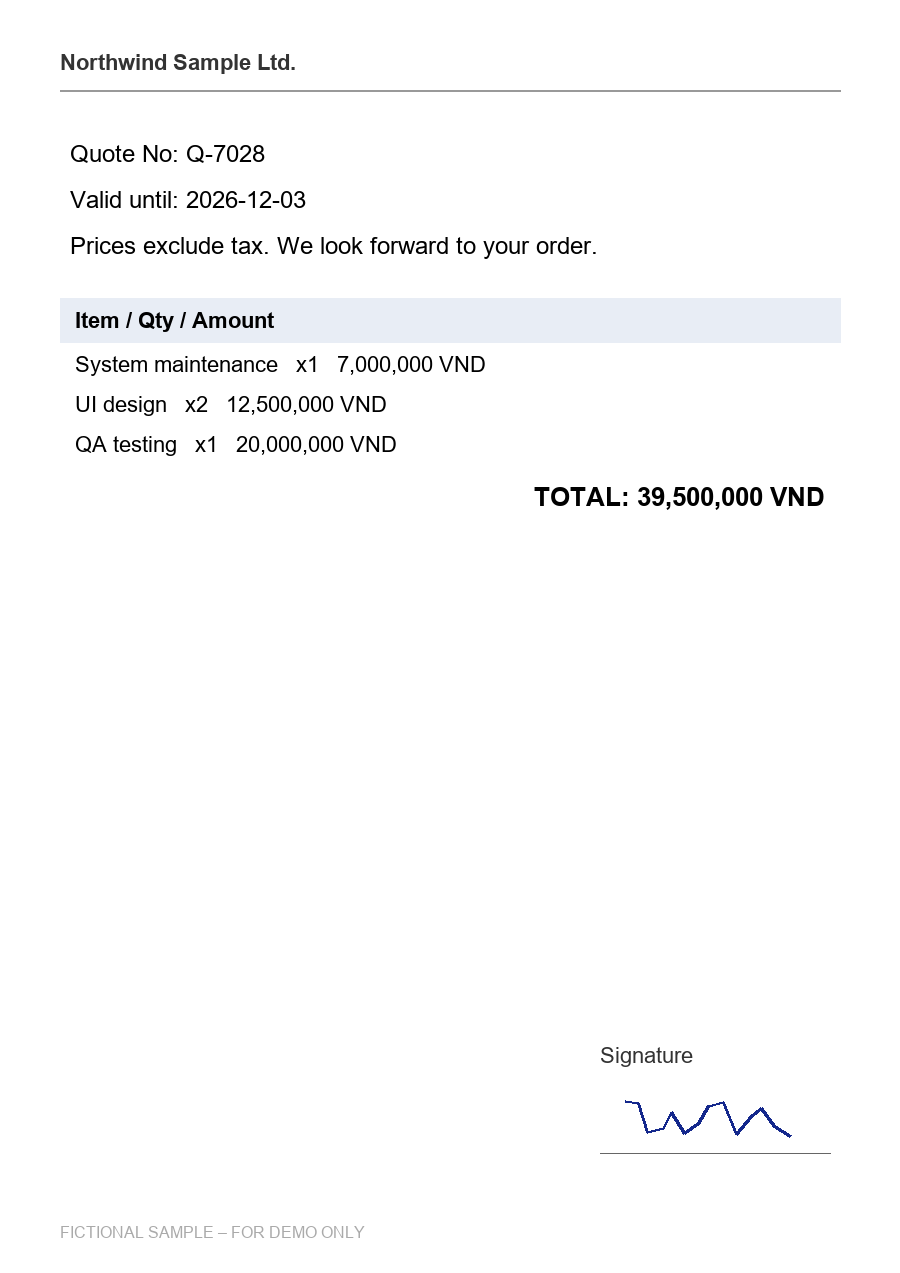 Northwind Sample Ltd.
Quote No: Q-7028
Valid until: 2026-12-03
Prices exclude tax. We look forward to your order.
Item / Qty / Amount
System maintenance x1 7,000,000 VND
UI design x2 12,500,000 VND
QA testing x1 20,000,000 VND
TOTAL: 39,500,000 VND
Signature
FICTIONAL SAMPLE – FOR DEMO ONLY